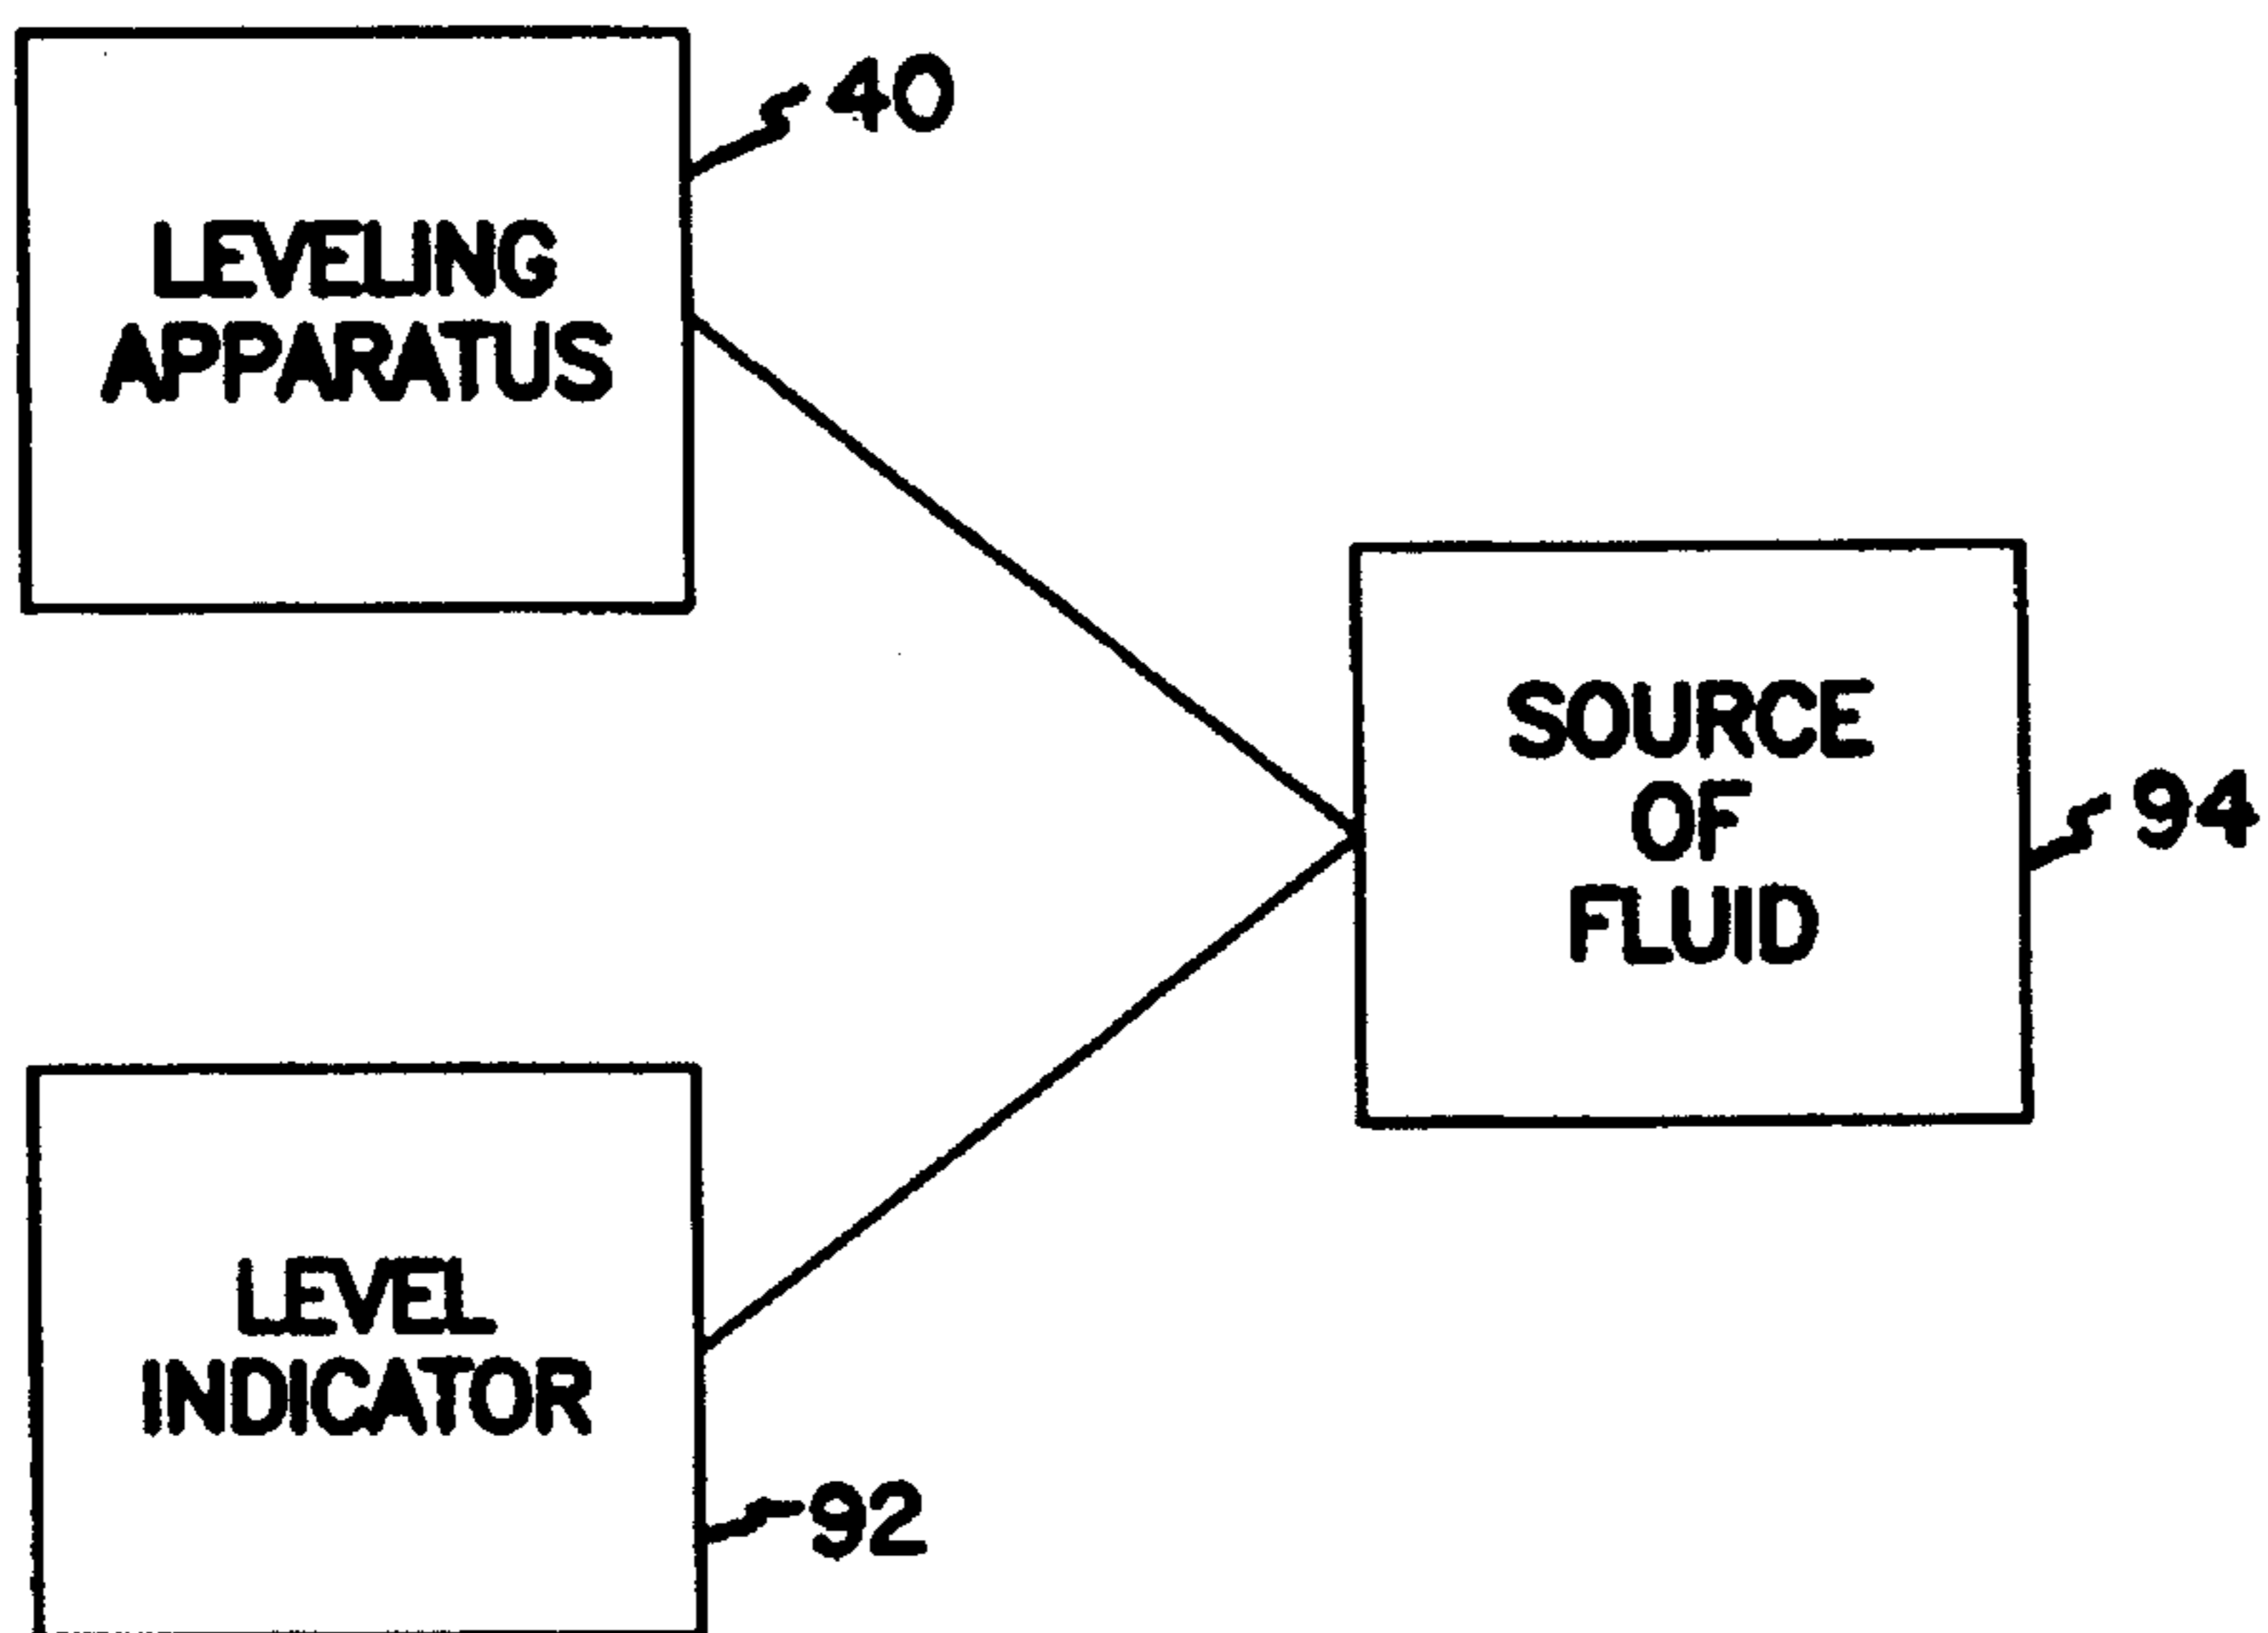 40
LEVELING
APPARATUS
SOURCE
OF
FLUID
94
LEVEL
INDICATOR
92